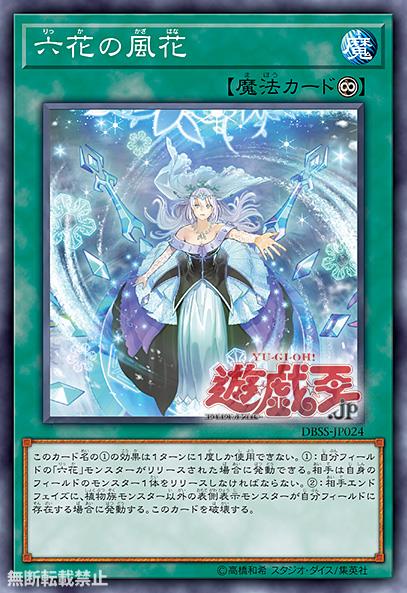 六花の風花
りっかかざはな
魔
【魔法カード】
まほう
YU-GI-OH!
遊戯王.jp
DBSS-JP024
このカード名の①の効果は1ターンに1度しか使用できない。①：自分フィー
ルドの「六花」モンスターがリリースされた場合に発動できる。相手は自身の
フィールドのモンスター1体をリリースしなければならない。②：相手エンド
フェイズに、植物族モンスター以外の表側表示モンスターが自分フィールドに
存在する場合に発動する。このカードを破壊する。
無断転載禁止
©高橋和希 スタジオ・ダイス/集英社